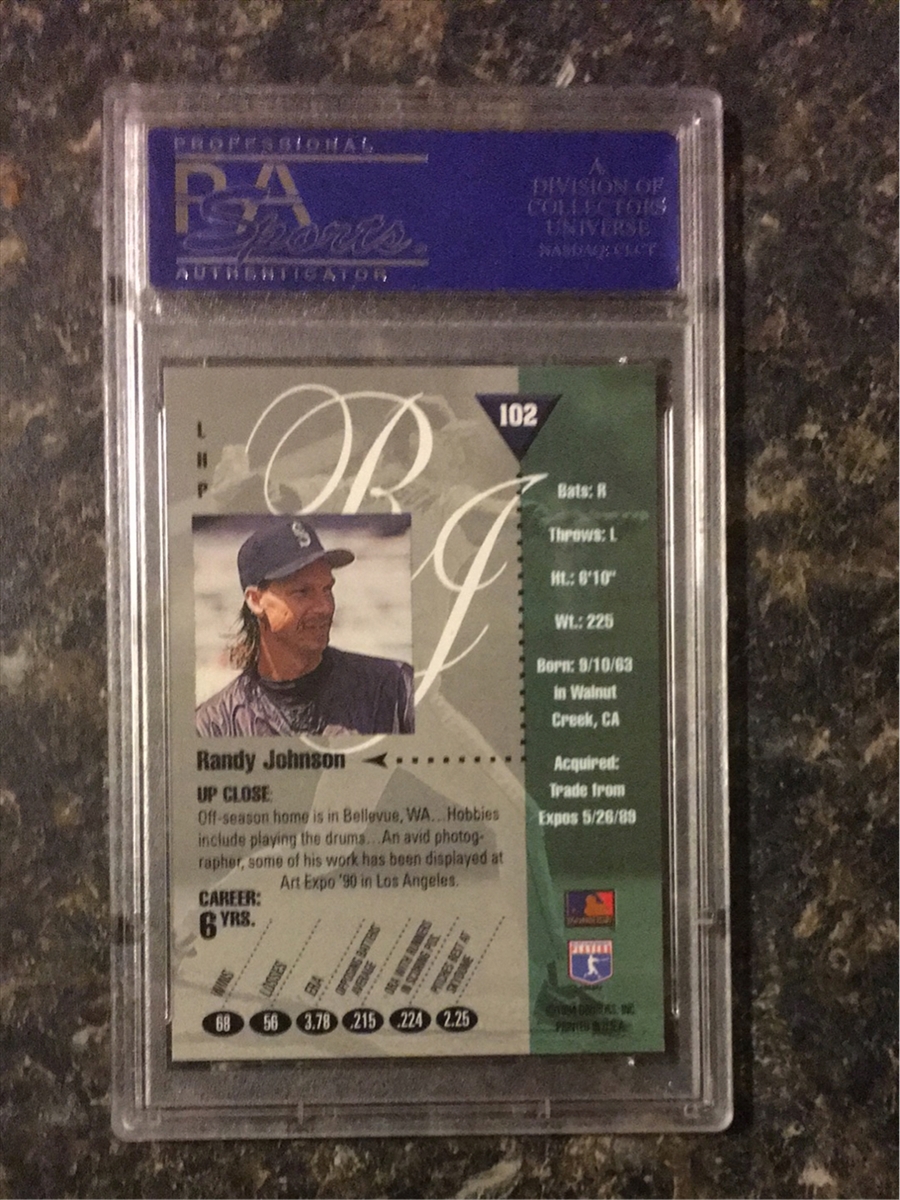 PROFESSIONAL
PSA
Sports
AUTHENTICATOR
A
DIVISION OF
COLLECTORS
UNIVERSE
NASDAQ: CLCT
102
L
H
P
RJ
S
Bats: R
Throws: L
Ht.: 6'10"
Wt.: 225
Born: 9/10/63
in Walnut
Creek, CA
Acquired:
Trade from
Expos 5/26/89
Randy Johnson
UP CLOSE:
Off-season home is in Bellevue, WA...Hobbies
include playing the drums...An avid photog-
rapher, some of his work has been displayed at
Art Expo '90 in Los Angeles.
CAREER:
6 YRS.
WINS
LOSSES
ERA
OPPOSING BATTERS'
AVERAGE
IN SCORING POS.
PITCHES BEST AT
68
56
3.78
.215
.224
2.25
PLAYERS
PRINTED IN U.S.A.